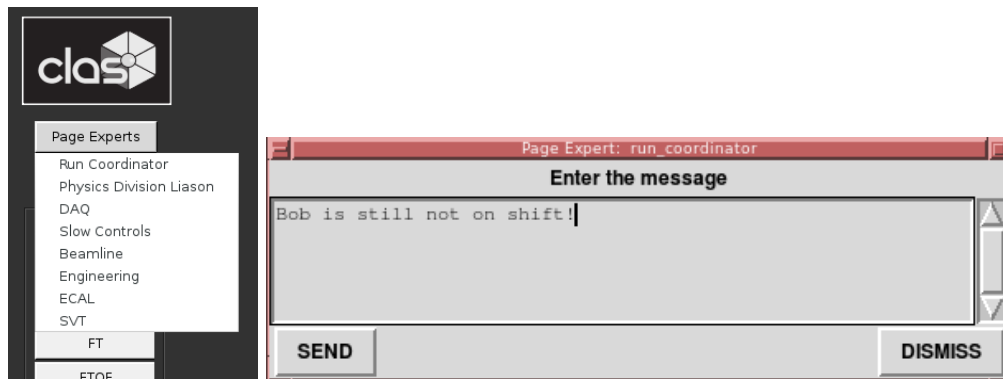 clas
Page Experts
Run Coordinator
Physics Division Liason
DAQ
Slow Controls
Beamline
Engineering
ECAL
SVT
FT
FTOF
Page Expert: run_coordinator
Enter the message
Bob is still not on shift!
SEND
DISMISS